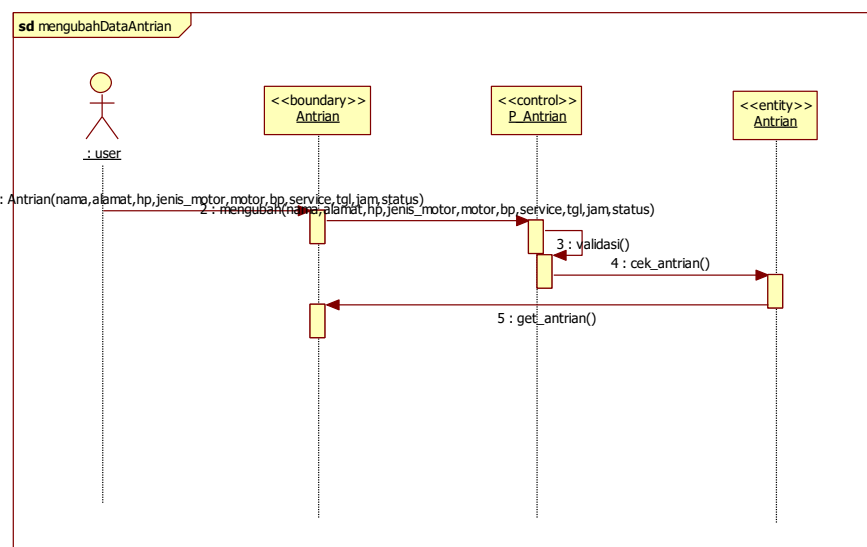 sd mengubahDataAntrian
<<boundary>>
Antrian
<<control>>
P_Antrian
<<entity>>
Antrian
: user
: Antrian(nama,alamat,hp,jenis_motor,motor,bp,service,tgl,jam,status)
2 : mengubah(nama,alamat,hp,jenis_motor,motor,bp,service,tgl,jam,status)
3 : validasi()
4 : cek_antrian()
5 : get_antrian()